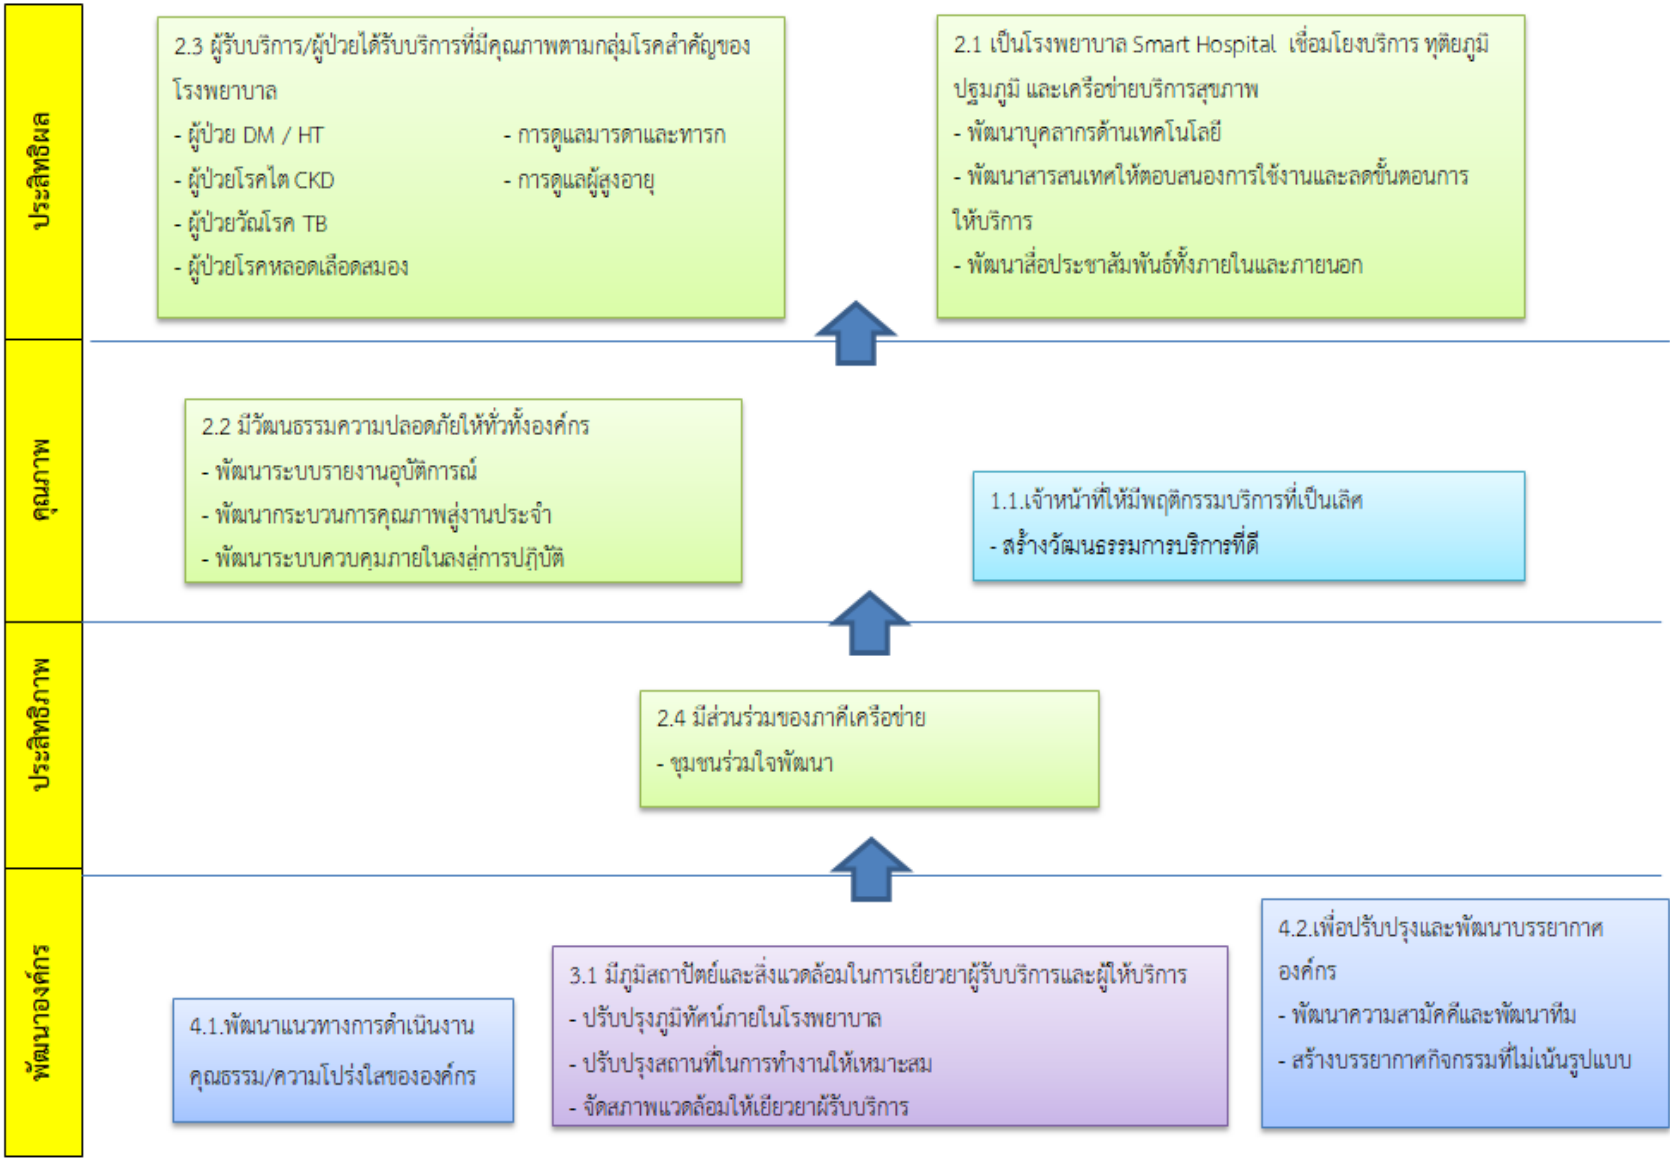 ประสิทธิผล
2.3 ผู้รับบริการ/ผู้ป่วยได้รับบริการที่มีคุณภาพตามกลุ่มโรคสำคัญของ
โรงพยาบาล
- ผู้ป่วย DM / HT - การดูแลมารดาและทารก
- ผู้ป่วยโรคไต CKD - การดูแลผู้สูงอายุ
- ผู้ป่วยวัณโรค TB
- ผู้ป่วยโรคหลอดเลือดสมอง
2.1 เป็นโรงพยาบาล Smart Hospital เชื่อมโยงบริการ ทุติยภูมิ
ปฐมภูมิ และเครือข่ายบริการสุขภาพ
- พัฒนาบุคลากรด้านเทคโนโลยี
- พัฒนาสารสนเทศให้ตอบสนองการใช้งานและลดขั้นตอนการ
ให้บริการ
- พัฒนาสื่อประชาสัมพันธ์ทั้งภายในและภายนอก
คุณภาพ
2.2 มีวัฒนธรรมความปลอดภัยให้ทั่วทั้งองค์กร
- พัฒนาระบบรายงานอุบัติการณ์
- พัฒนากระบวนการคุณภาพสู่งานประจำ
- พัฒนาระบบควบคุมภายในลงสู่การปฏิบัติ
1.1.เจ้าหน้าที่ให้มีพฤติกรรมบริการที่เป็นเลิศ
- สร้างวัฒนธรรมการบริการที่ดี
ประสิทธิภาพ
2.4 มีส่วนร่วมของภาคีเครือข่าย
- ชุมชนร่วมใจพัฒนา
พัฒนาองค์กร
4.1.พัฒนาแนวทางการดำเนินงาน
คุณธรรม/ความโปร่งใสขององค์กร
3.1 มีภูมิสถาปัตย์และสิ่งแวดล้อมในการเยียวยาผู้รับบริการและผู้ให้บริการ
- ปรับปรุงภูมิทัศน์ภายในโรงพยาบาล
- ปรับปรุงสถานที่ในการทำงานให้เหมาะสม
- จัดสภาพแวดล้อมให้เยียวยาผู้รับบริการ
4.2.เพื่อปรับปรุงและพัฒนาบรรยากาศ
องค์กร
- พัฒนาความสามัคคีและพัฒนาทีม
- สร้างบรรยากาศกิจกรรมที่ไม่เน้นรูปแบบ